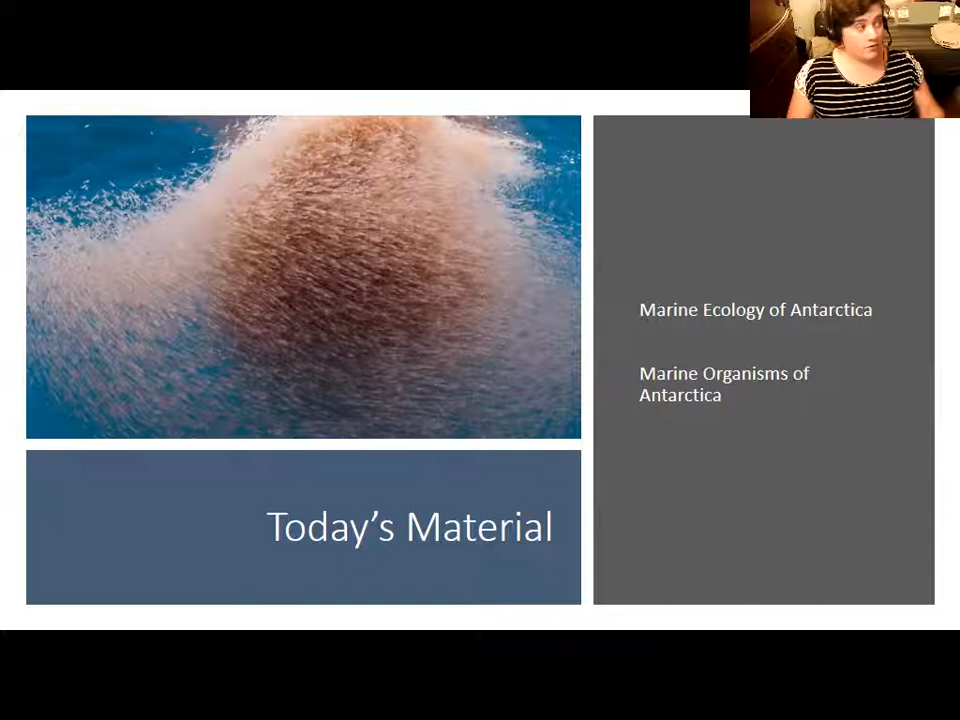 Marine Ecology of Antarctica
Marine Organisms of
Antarctica
Today’s Material